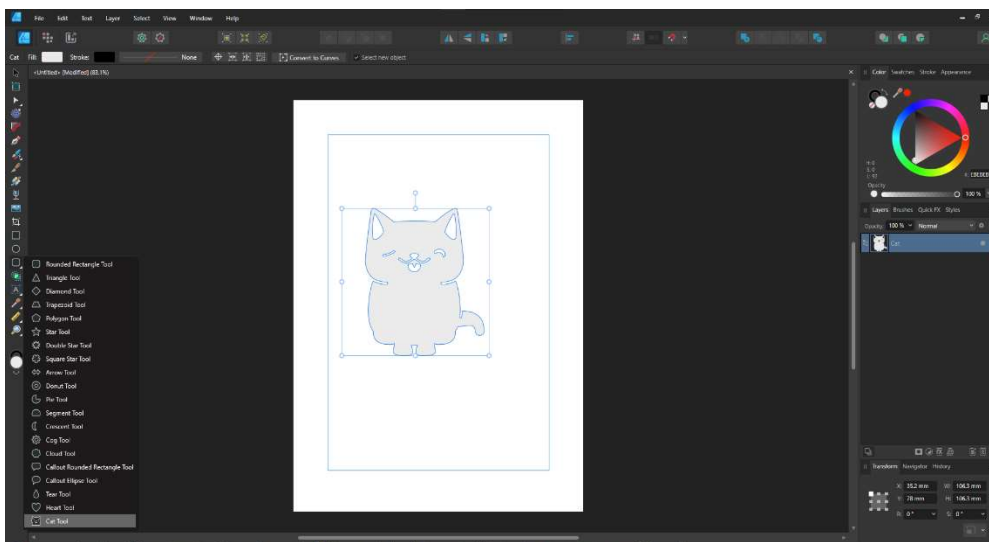 File Edit Text Layer Select View Window Help
Cat Fill: Stroke: None Convert to Curves Select new object
<Untitled> [Modified] (83.1%)
Color Swatches Stroke Appearance
Opacity
100 %
Layers Brushes Quick FX Styles
Opacity: 100 % Normal
Cat
Rounded Rectangle Tool
Triangle Tool
Diamond Tool
Trapezoid Tool
Polygon Tool
Star Tool
Double Star Tool
Square Star Tool
Arrow Tool
Donut Tool
Pie Tool
Segment Tool
Crescent Tool
Cog Tool
Cloud Tool
Callout Rounded Rectangle Tool
Callout Ellipse Tool
Tear Tool
Heart Tool
Cat Tool
Transform Navigator History
X: 35.2 mm W: 106.3 mm
Y: 78 mm H: 106.3 mm
R: 0 ° S: 0 °